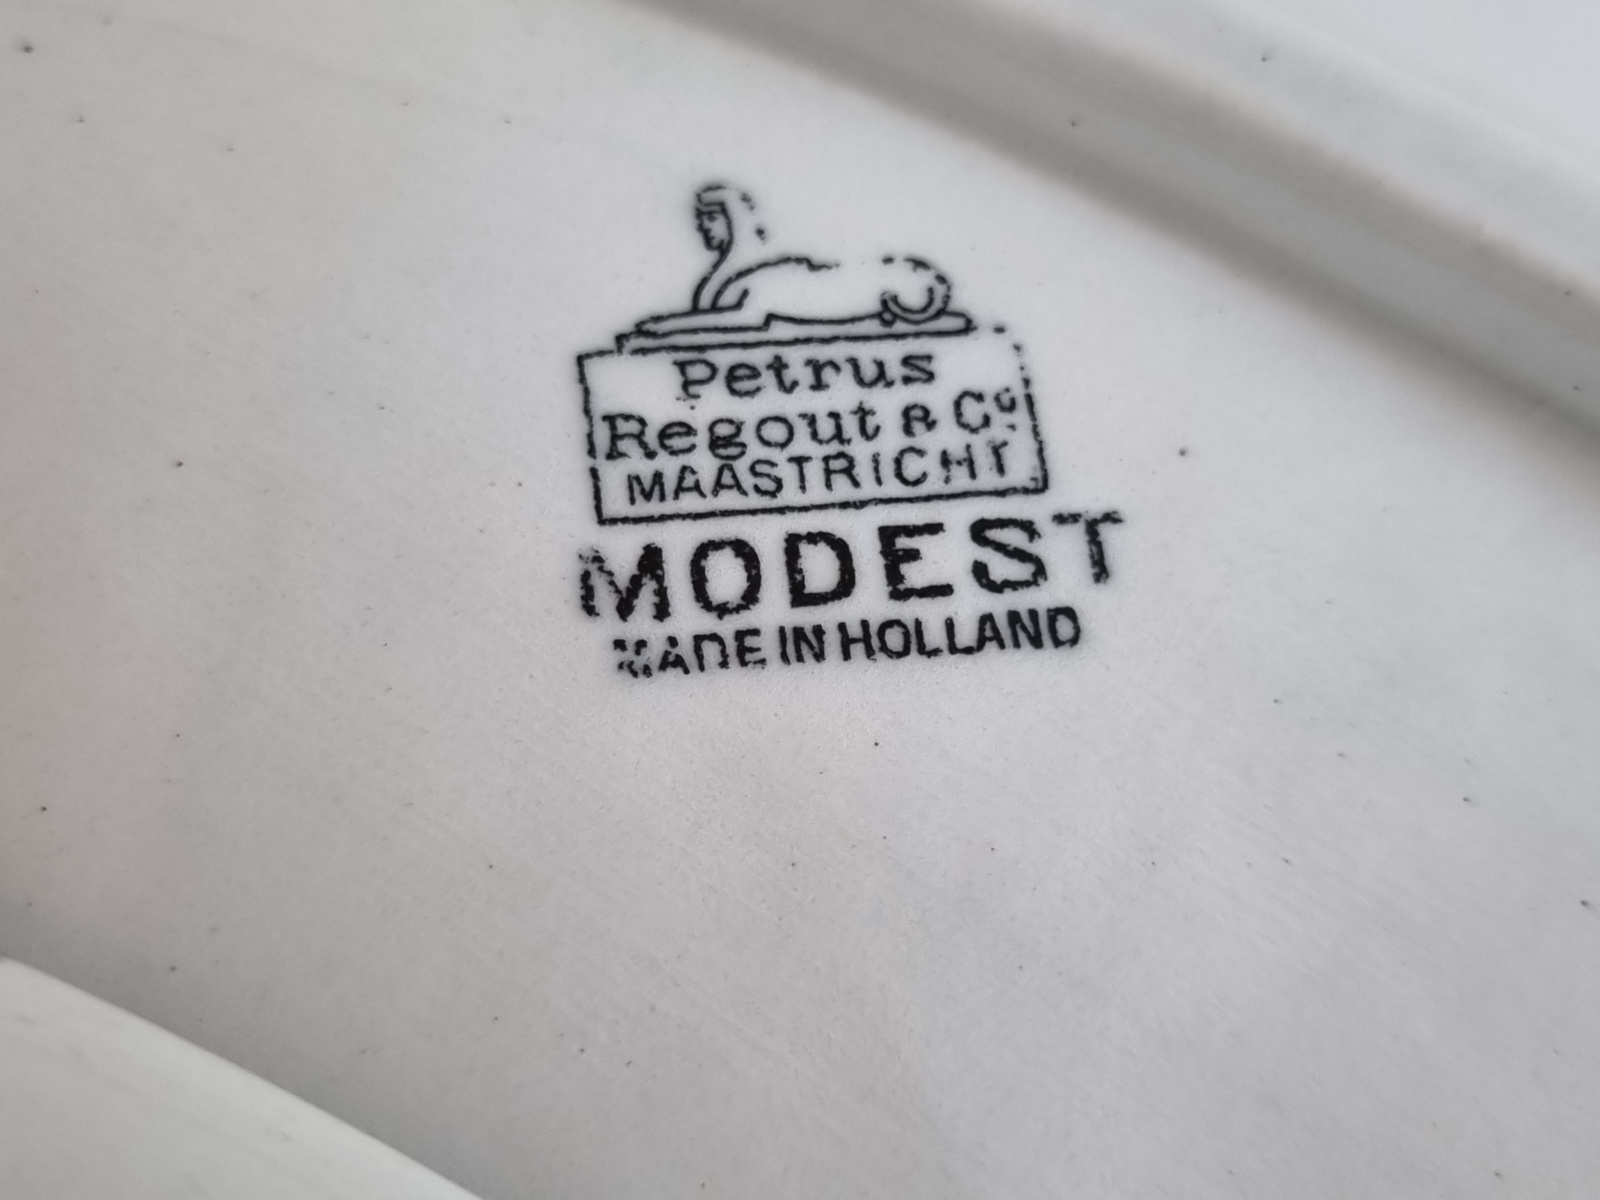 Petrus
Regout & Co.
MAASTRICHT
MODEST
MADE IN HOLLAND